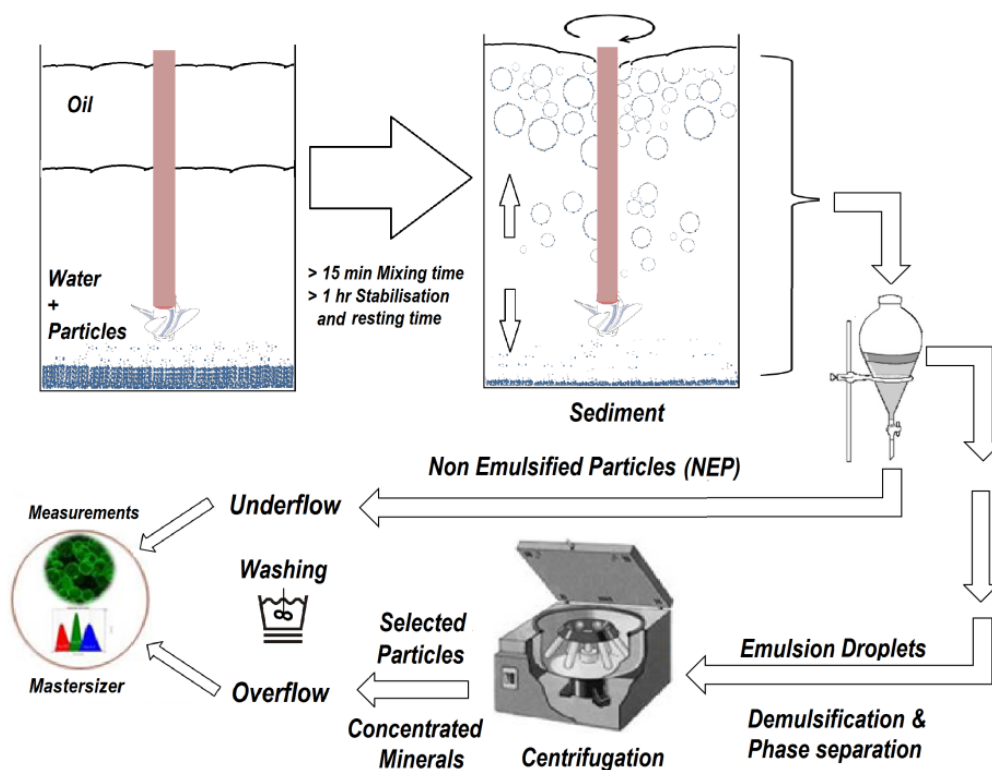 Oil
Water
+
Particles
> 15 min Mixing time
> 1 hr Stabilisation
and resting time
Sediment
Non Emulsified Particles (NEP)
Underflow
Measurements
Mastersizer
Washing
Selected
Particles
Overflow
Concentrated
Minerals
Centrifugation
Emulsion Droplets
Demulsification &
Phase separation